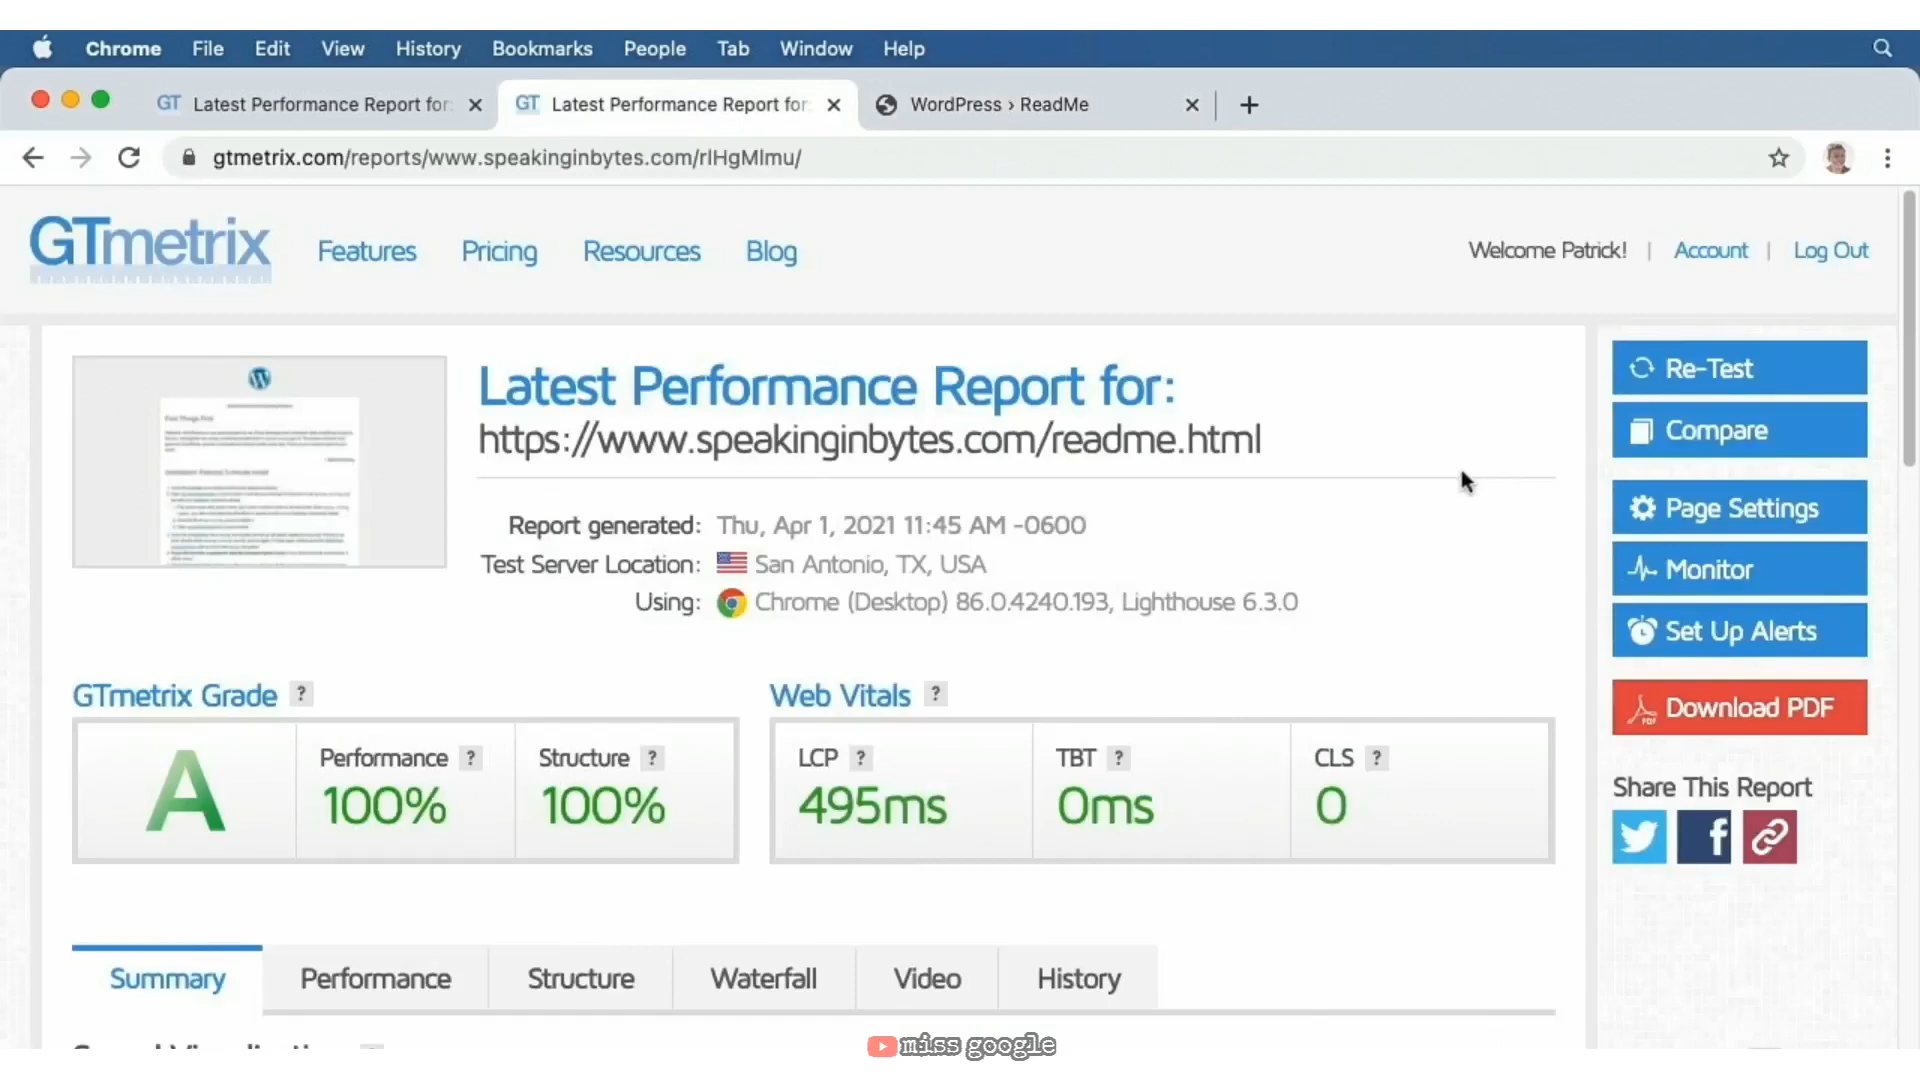 Chrome File Edit View History Bookmarks People Tab Window Help
GT Latest Performance Report for:
GT Latest Performance Report for:
WordPress › ReadMe
gtmetrix.com/reports/www.speakinginbytes.com/rlHgMlmu/
GTmetrix Features Pricing Resources Blog Welcome Patrick! | Account | Log Out
Latest Performance Report for:
https://www.speakinginbytes.com/readme.html
Report generated: Thu, Apr 1, 2021 11:45 AM -0600
Test Server Location: San Antonio, TX, USA
Using: Chrome (Desktop) 86.0.4240.193, Lighthouse 6.3.0
Re-Test
Compare
Page Settings
Monitor
Set Up Alerts
Download PDF
Share This Report
GTmetrix Grade ?
A
Performance ?
100%
Structure ?
100%
Web Vitals ?
LCP ?
495ms
TBT ?
0ms
CLS ?
0
Summary Performance Structure Waterfall Video History
miss google